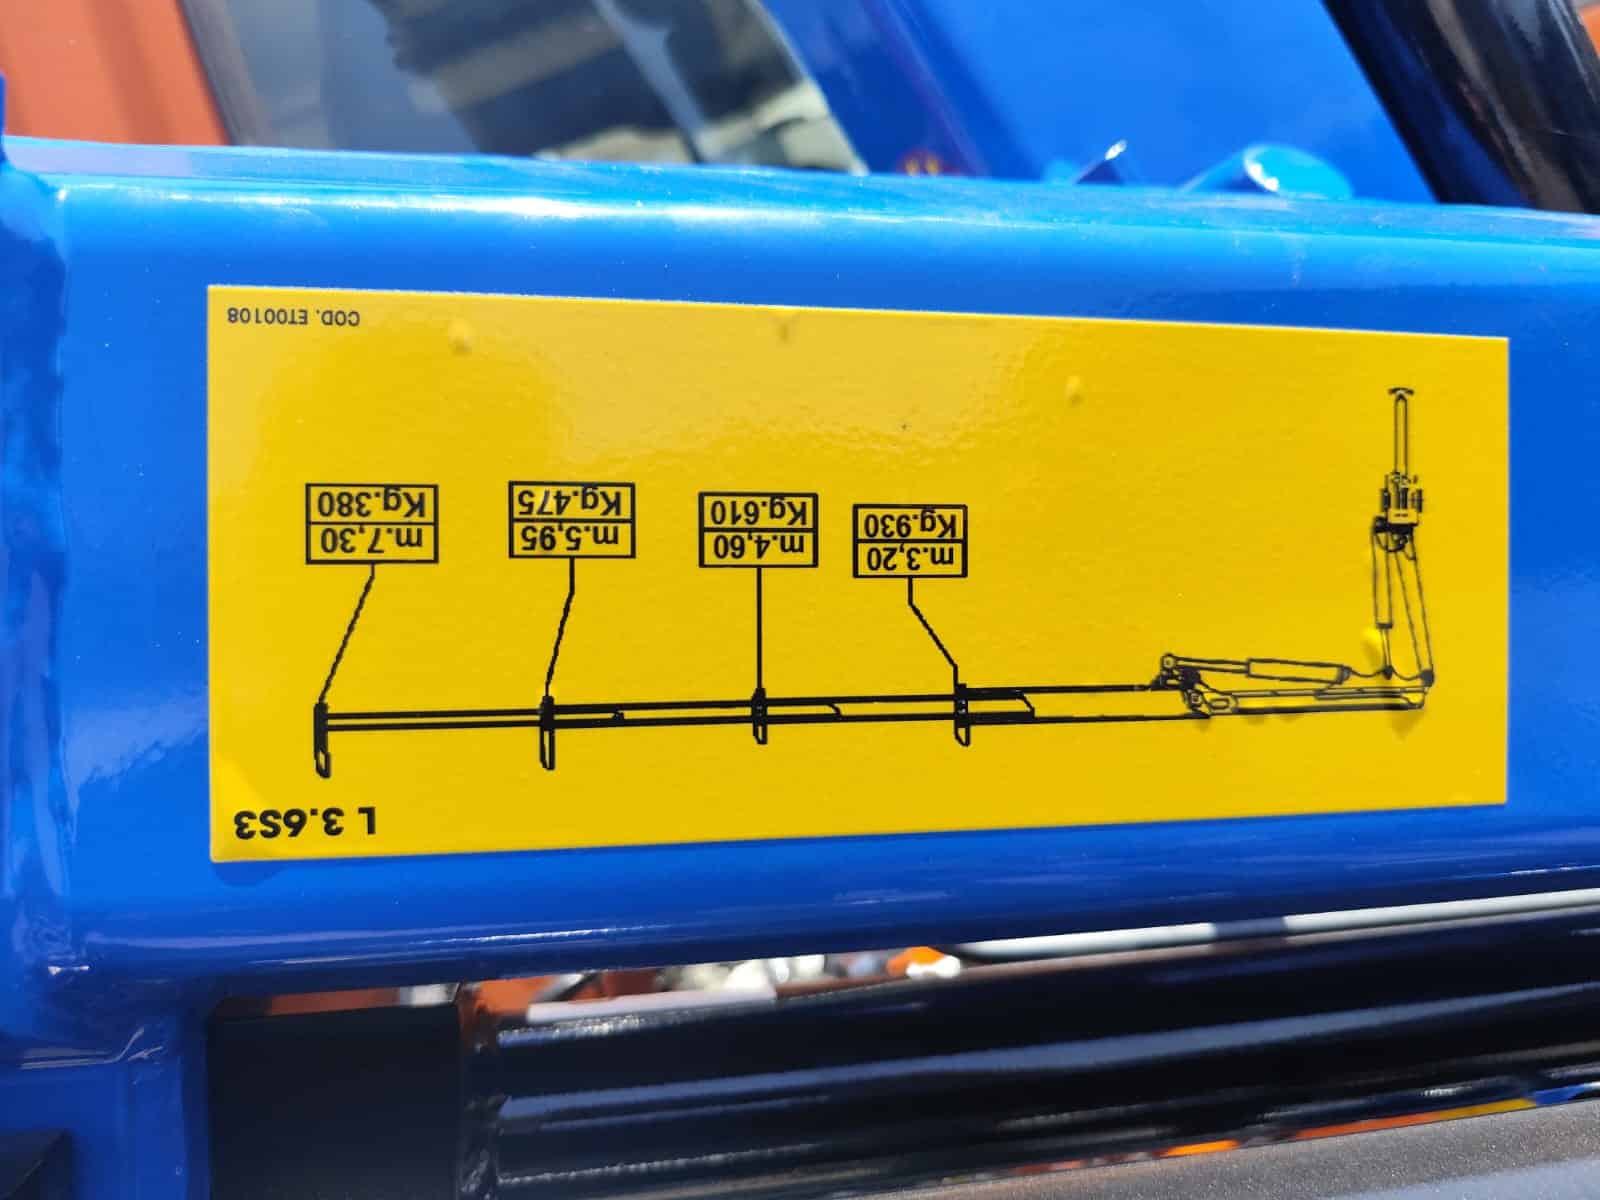 L 3.6S3
m.3,20
Kg.930
m.4,60
Kg.610
m.5,95
Kg.475
m.7,30
Kg.380
COD. ET00108